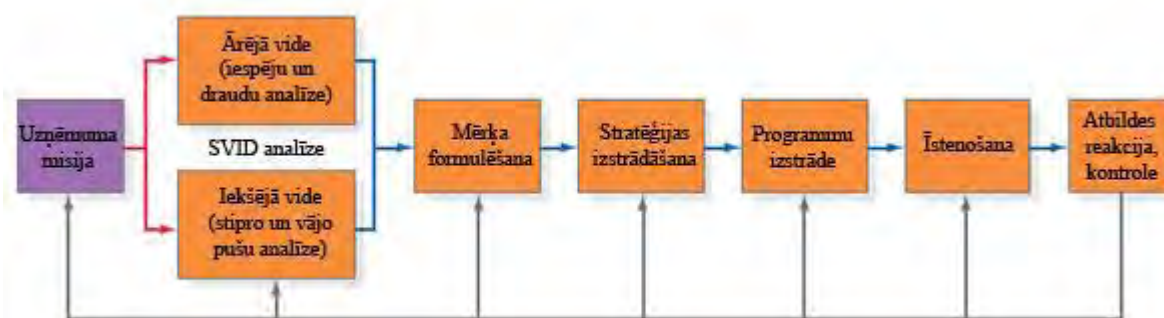 Uzņēmuma
misija
Ārējā vide
(iespēju un
draudu analīze)
SVID analīze
Iekšējā vide
(stipro un vājo
pušu analīze)
Mērķa
formulēšana
Stratēģijas
izstrādāšana
Programmu
izstrāde
Īstenošana
Atbildes
reakcija,
kontrole